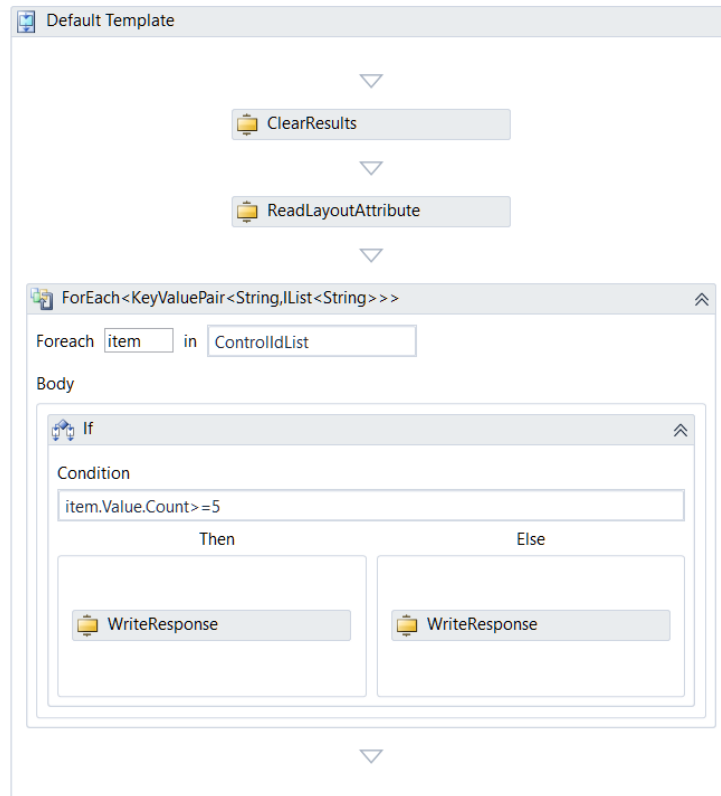 Default Template
ClearResults
ReadLayoutAttribute
ForEach<KeyValuePair<String,IList<String>>>
Foreach item in ControlIdList
Body
If
Condition
item.Value.Count>=5
Then Else
WriteResponse WriteResponse